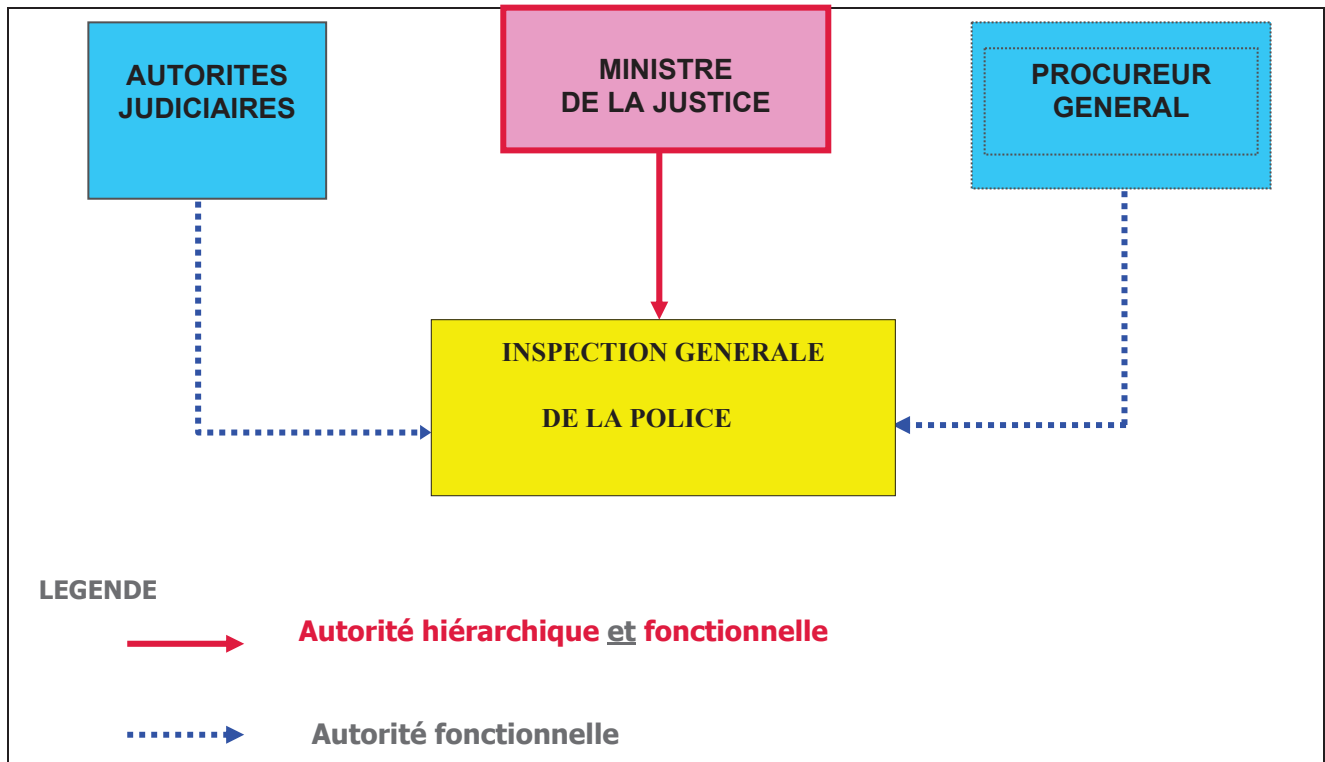 AUTORITES
JUDICIAIRES
MINISTRE
DE LA JUSTICE
PROCUREUR
GENERAL
INSPECTION GENERALE
DE LA POLICE
LEGENDE
Autorité hiérarchique et fonctionnelle
Autorité fonctionnelle